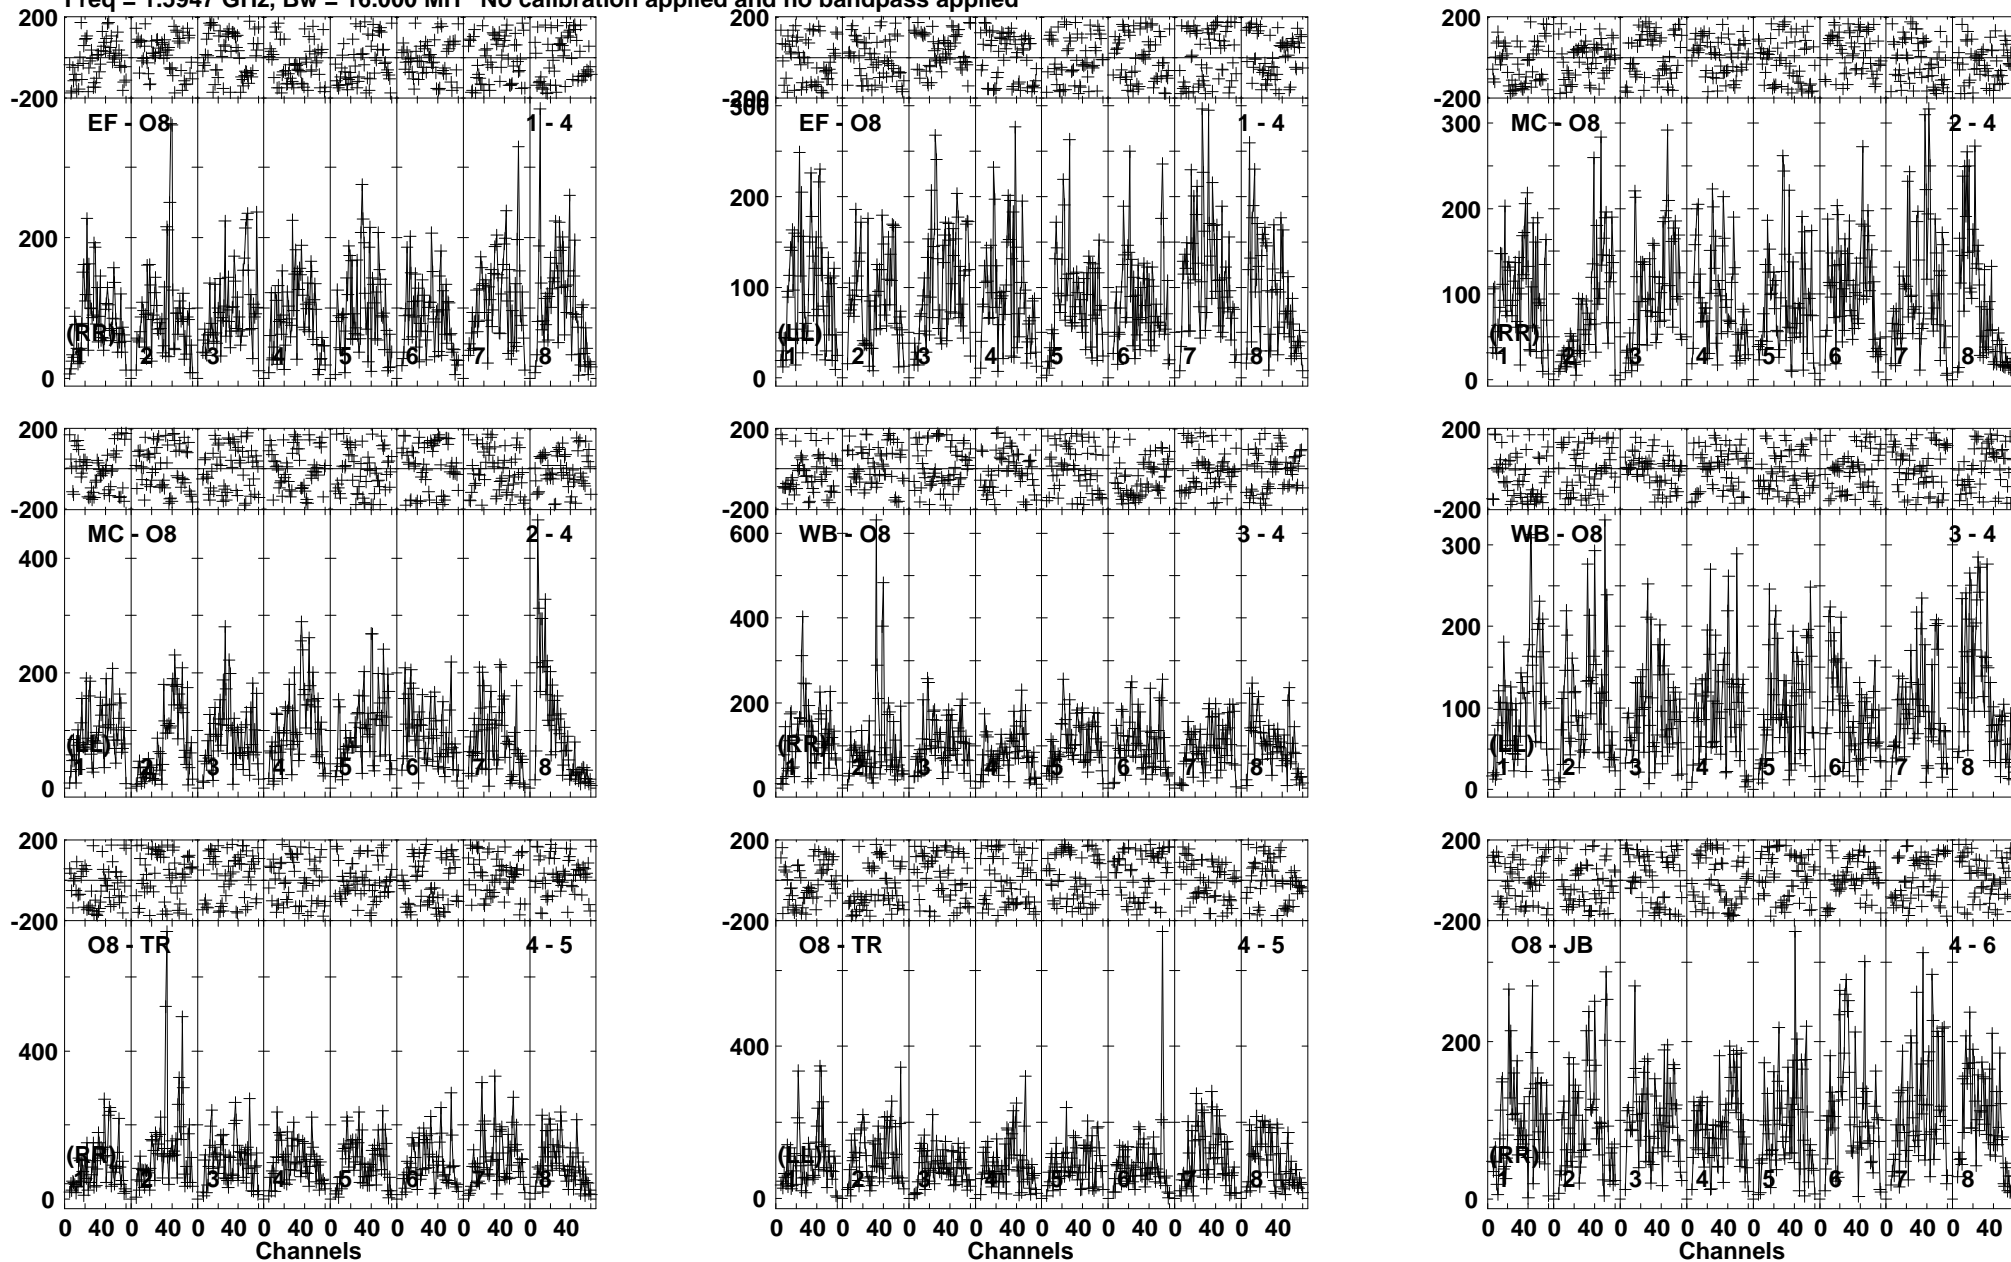 Freq = 1.5947 GHz, Bw = 16.000 MH No calibration applied and no bandpass applied
200 200 200
-200 -200 -200
EF - O8 1 - 4 300 EF - O8 1 - 4 300 MC - O8 2 - 4
200 200 200
100 100
(RR) (LL) (RR)
1 2 3 4 5 6 7 8 1 2 3 4 5 6 7 8 1 2 3 4 5 6 7 8
0 0 0
200 200 200
-200 -200 -200
MC - O8 2 - 4 WB - O8 3 - 4 WB - O8 3 - 4
400 600 300
400 200
200 200 100
(LL) (RR) (LL)
1 2 3 4 5 6 7 8 1 2 3 4 5 6 7 8 1 2 3 4 5 6 7 8
0 0 0
200 200 200
-200 -200 -200
O8 - TR 4 - 5 O8 - TR 4 - 5 O8 - JB 4 - 6
400 400 200
(RR) (LL) (RR)
1 2 3 4 5 6 7 8 1 2 3 4 5 6 7 8 1 2 3 4 5 6 7 8
0 0 0
0 40 0 40 0 40 0 40 0 40 0 40 0 40 0 40 0 40 0 40 0 40 0 40 0 40 0 40 0 40 0 40 0 40 0 40 0 40 0 40 0 40 0 40 0 40 0 40
Channels Channels Channels